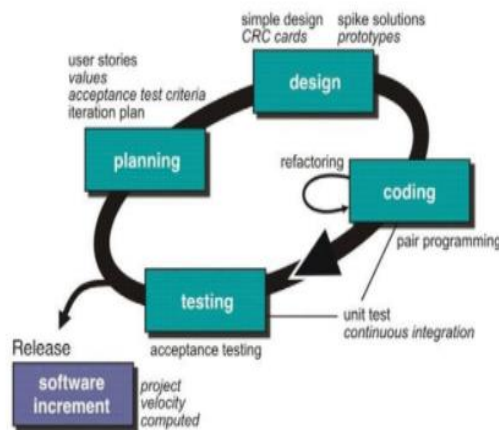 simple design
CRC cards
spike solutions
prototypes
user stories
values
acceptance test criteria
iteration plan
design
planning
refactoring
coding
pair programming
testing
unit test
continuous integration
acceptance testing
Release
software
increment
project
velocity
computed